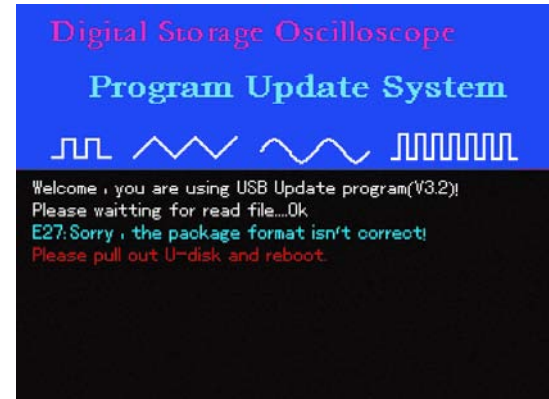 Digital Storage Oscilloscope
Program Update System
Welcome , you are using USB Update program(V3.2)!
Please waitting for read file....Ok
E27:Sorry , the package format isn't correct!
Please pull out U-disk and reboot.